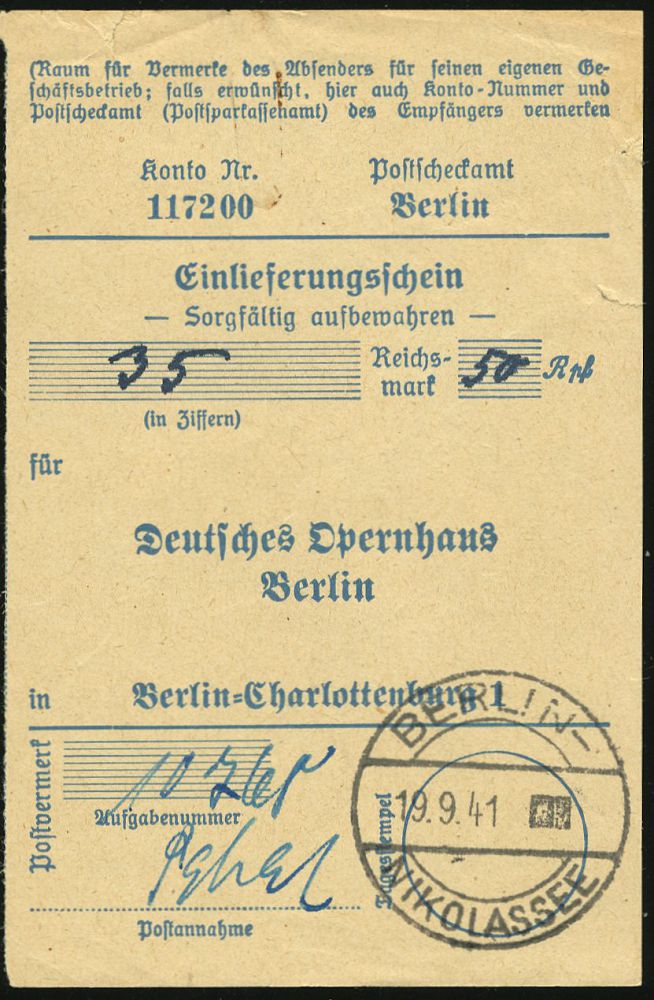 (Raum für Vermerke des Absenders für seinen eigenen Ge-
schäftsbetrieb; falls erwünscht, hier auch Konto-Nummer und
Postscheckamt (Postsparkassenamt) des Empfängers vermerken
Konto Nr. Postscheckamt
117200 Berlin
Einlieferungsschein
— Sorgfältig aufbewahren —
35 Reichs- 50 Rpf
mark
(in Ziffern)
für
Deutsches Opernhaus
Berlin
in Berlin=Charlottenburg 1
Postvermerk
Aufgabenummer
Postannahme
Tagesstempel
BERLIN-
19.9.41
NIKOLASSEE